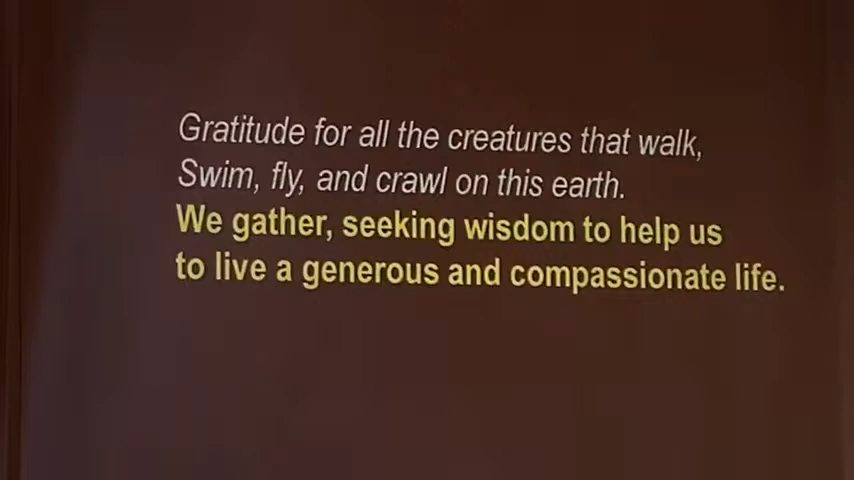 Gratitude for all the creatures that walk,
Swim, fly, and crawl on this earth.
We gather, seeking wisdom to help us
to live a generous and compassionate life.